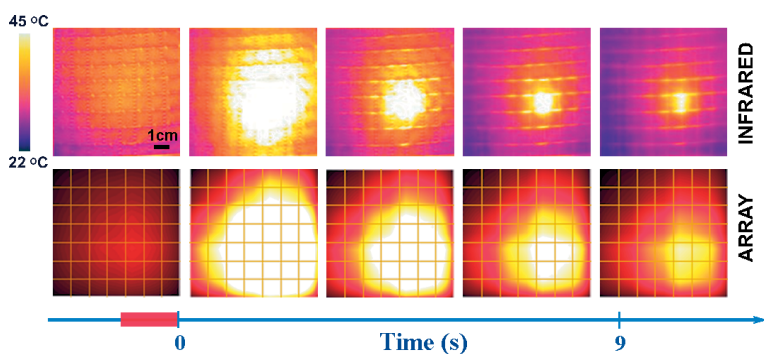 45 °C
22 °C
1cm
INFRARED
ARRAY
0
Time (s)
9